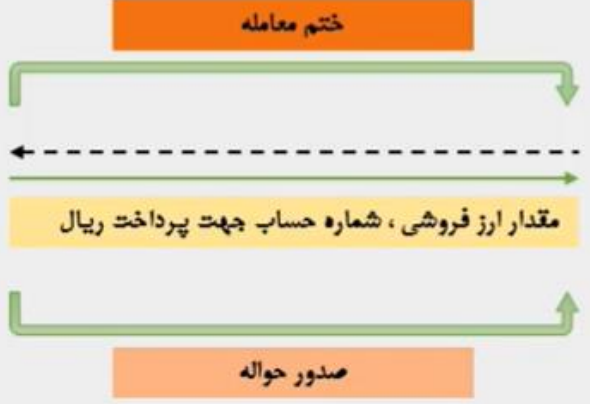 ختم معامله
مقدار ارز فروشی ، شماره حساب جهت پرداخت ریال
صدور حواله